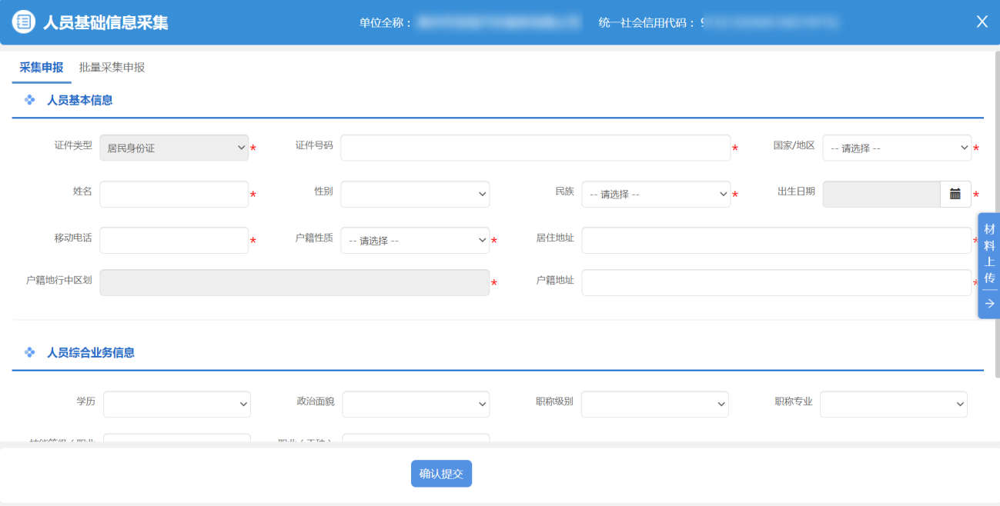 人员基础信息采集 单位全称： 统一社会信用代码： 9
采集申报 批量采集申报
人员基本信息
证件类型 居民身份证 * 证件号码 * 国家/地区 -- 请选择 -- *
姓名 * 性别 民族 -- 请选择 -- * 出生日期 *
移动电话 * 户籍性质 -- 请选择 -- * 居住地址 *
户籍地行中区划 * 户籍地址 *
材料上传
人员综合业务信息
学历 政治面貌 职称级别 职称专业
确认提交